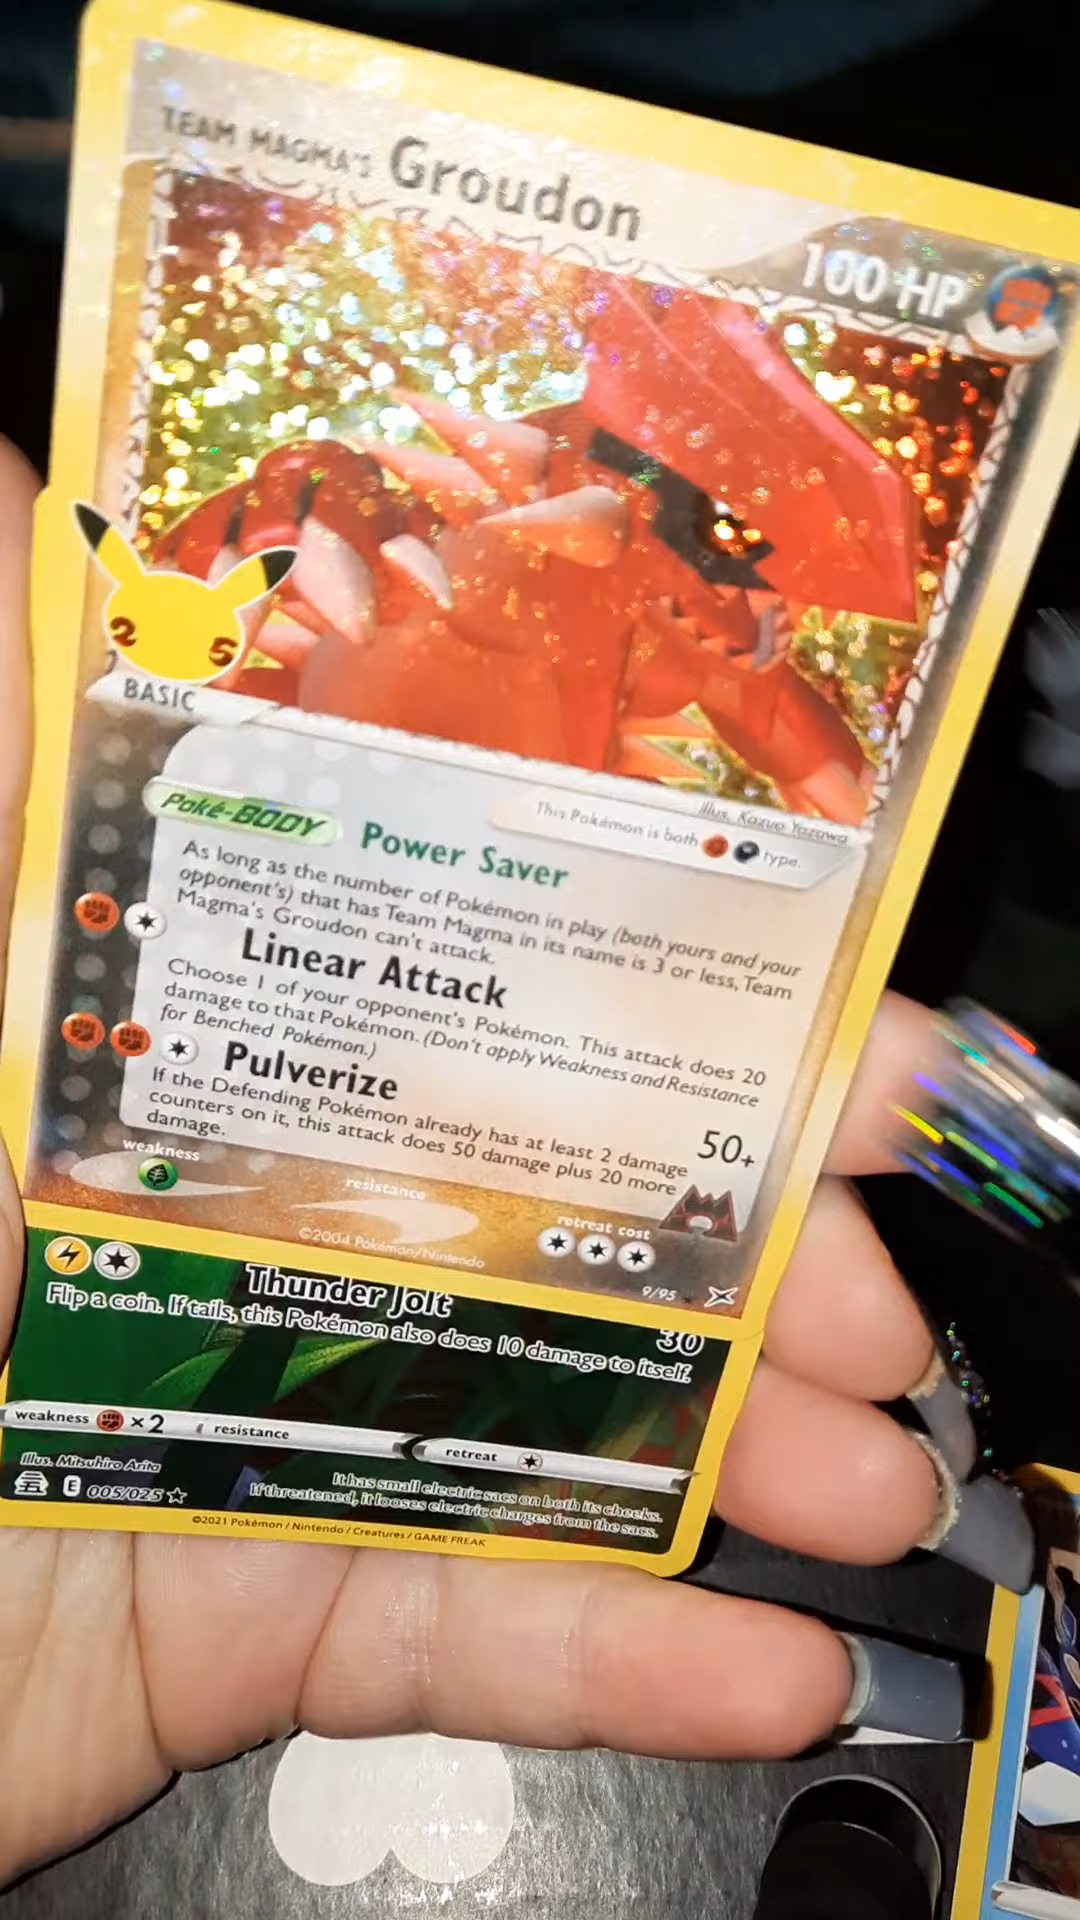 TEAM MAGMA'S Groudon
100 HP
25
BASIC
Illus. Kazuo Yazawa
This Pokémon is both type.
Poké-BODY Power Saver
As long as the number of Pokémon in play (both yours and your
opponent's) that has Team Magma in its name is 3 or less, Team
Magma's Groudon can't attack.
Linear Attack
Choose 1 of your opponent's Pokémon. This attack does 20
damage to that Pokémon. (Don't apply Weakness and Resistance
for Benched Pokémon.)
Pulverize
50+
If the Defending Pokémon already has at least 2 damage
counters on it, this attack does 50 damage plus 20 more
damage.
weakness
resistance
retreat cost
©2004 Pokémon/Nintendo
9/95
Thunder Jolt
30
Flip a coin. If tails, this Pokémon also does 10 damage to itself.
weakness ×2 resistance
retreat
Illus. Mitsuhiro Arita
E 005/025
It has small electric sacs on both its cheeks.
If threatened, it looses electric charges from the sacs.
©2021 Pokémon / Nintendo / Creatures / GAME FREAK